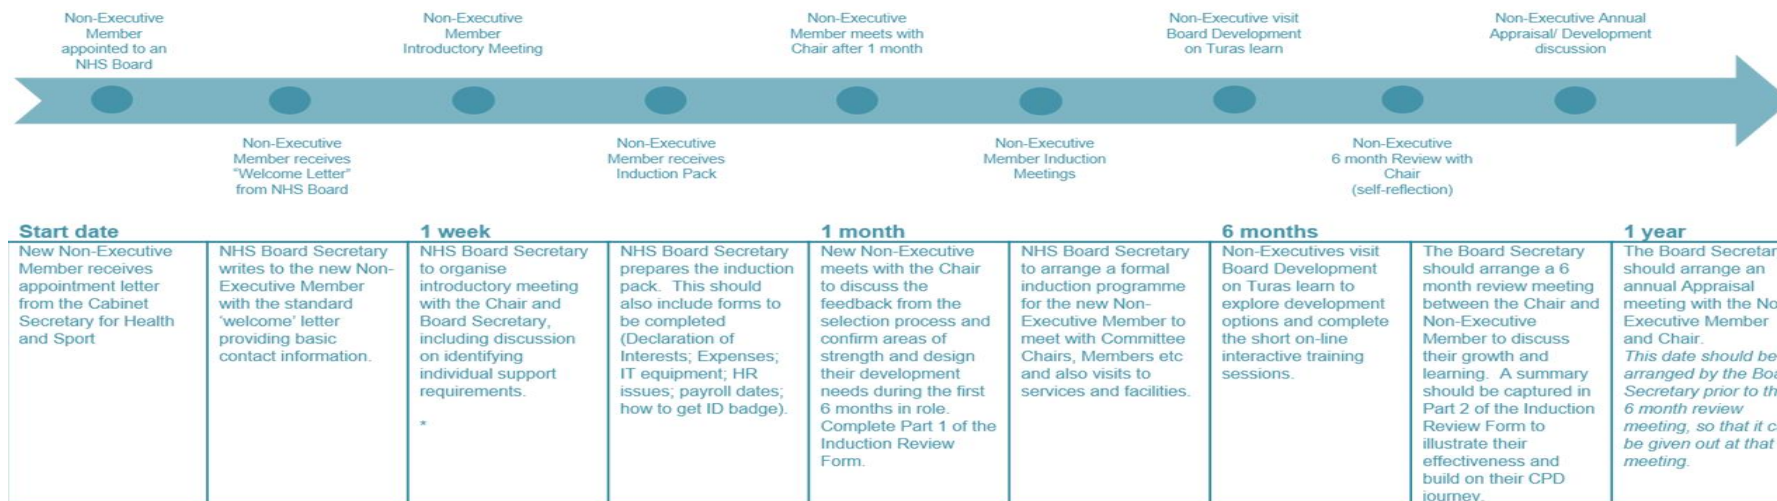 Non-Executive
Member
appointed to an
NHS Board
Non-Executive
Member
Introductory Meeting
Non-Executive
Member meets with
Chair after 1 month
Non-Executive visit
Board Development
on Turas learn
Non-Executive Annual
Appraisal/ Development
discussion
Non-Executive
Member receives
"Welcome Letter"
from NHS Board
Non-Executive
Member receives
Induction Pack
Non-Executive
Member Induction
Meetings
Non-Executive
6 month Review with
Chair
(self-reflection)
Start date
1 week
1 month
6 months
1 year
New Non-Executive
Member receives
appointment letter
from the Cabinet
Secretary for Health
and Sport
NHS Board Secretary
writes to the new Non-
Executive Member
with the standard
'welcome' letter
providing basic
contact information.
NHS Board Secretary
to organise
introductory meeting
with the Chair and
Board Secretary,
including discussion
on identifying
individual support
requirements.
*
NHS Board Secretary
prepares the induction
pack. This should
also include forms to
be completed
(Declaration of
Interests; Expenses;
IT equipment; HR
issues; payroll dates;
how to get ID badge).
New Non-Executive
meets with the Chair
to discuss the
feedback from the
selection process and
confirm areas of
strength and design
their development
needs during the first
6 months in role.
Complete Part 1 of the
Induction Review
Form.
NHS Board Secretary
to arrange a formal
induction programme
for the new Non-
Executive Member to
meet with Committee
Chairs, Members etc
and also visits to
services and facilities.
Non-Executives visit
Board Development
on Turas learn to
explore development
options and complete
the short on-line
interactive training
sessions.
The Board Secretary
should arrange a 6
month review meeting
between the Chair and
Non-Executive
Member to discuss
their growth and
learning. A summary
should be captured in
Part 2 of the Induction
Review Form to
illustrate their
effectiveness and
build on their CPD
journey.
The Board
should arrange an
annual Appraisal
meeting with the
Executive Member
and Chair.
This date should be
arranged by the
Secretary prior to
6 month review
meeting, so that it
be given out at that
meeting.